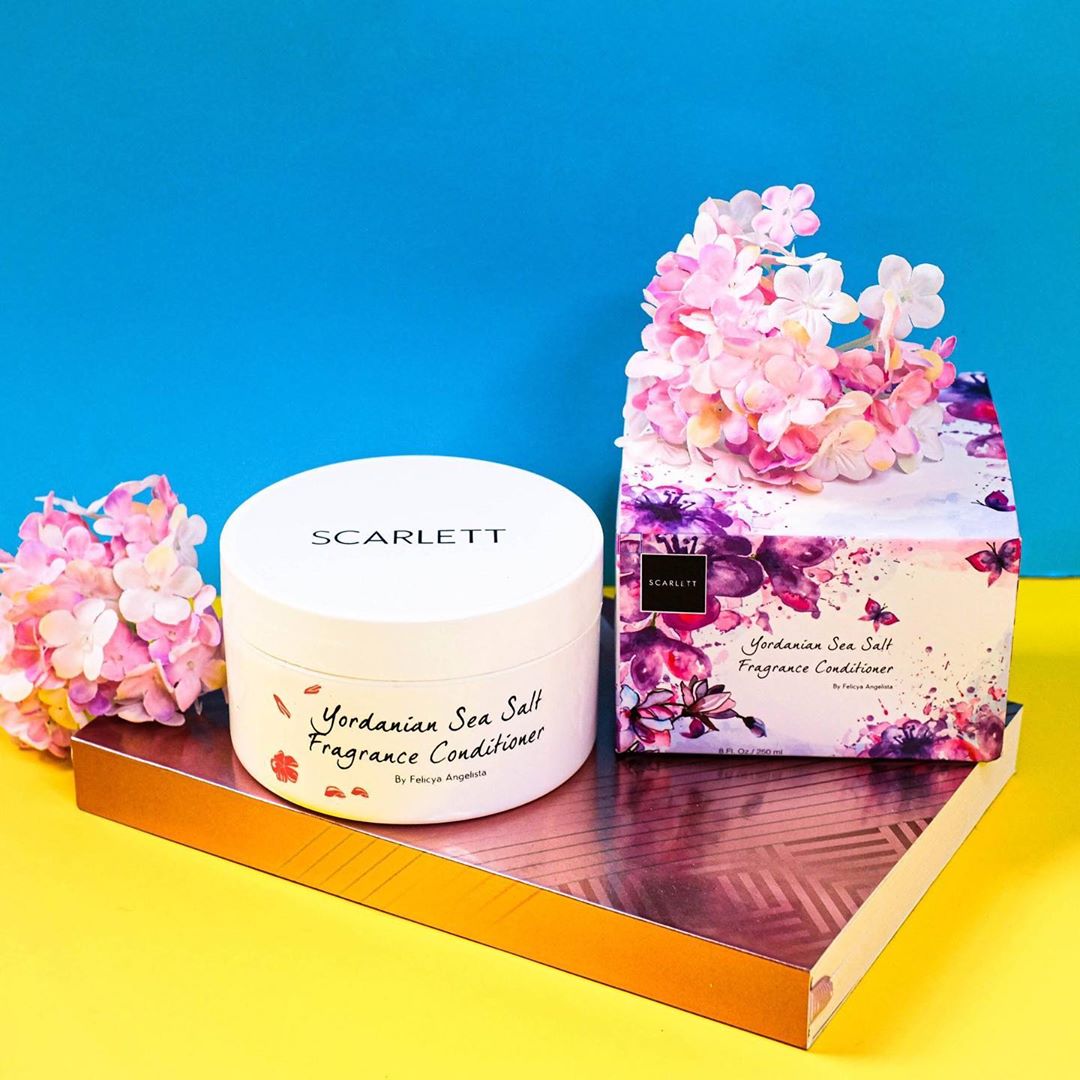 SCARLETT
Yordanian Sea Salt
Fragrance Conditioner
By Felicya Angelista
SCARLETT
Yordanian Sea Salt
Fragrance Conditioner
By Felicya Angelista
8 Fl. Oz / 250 ml